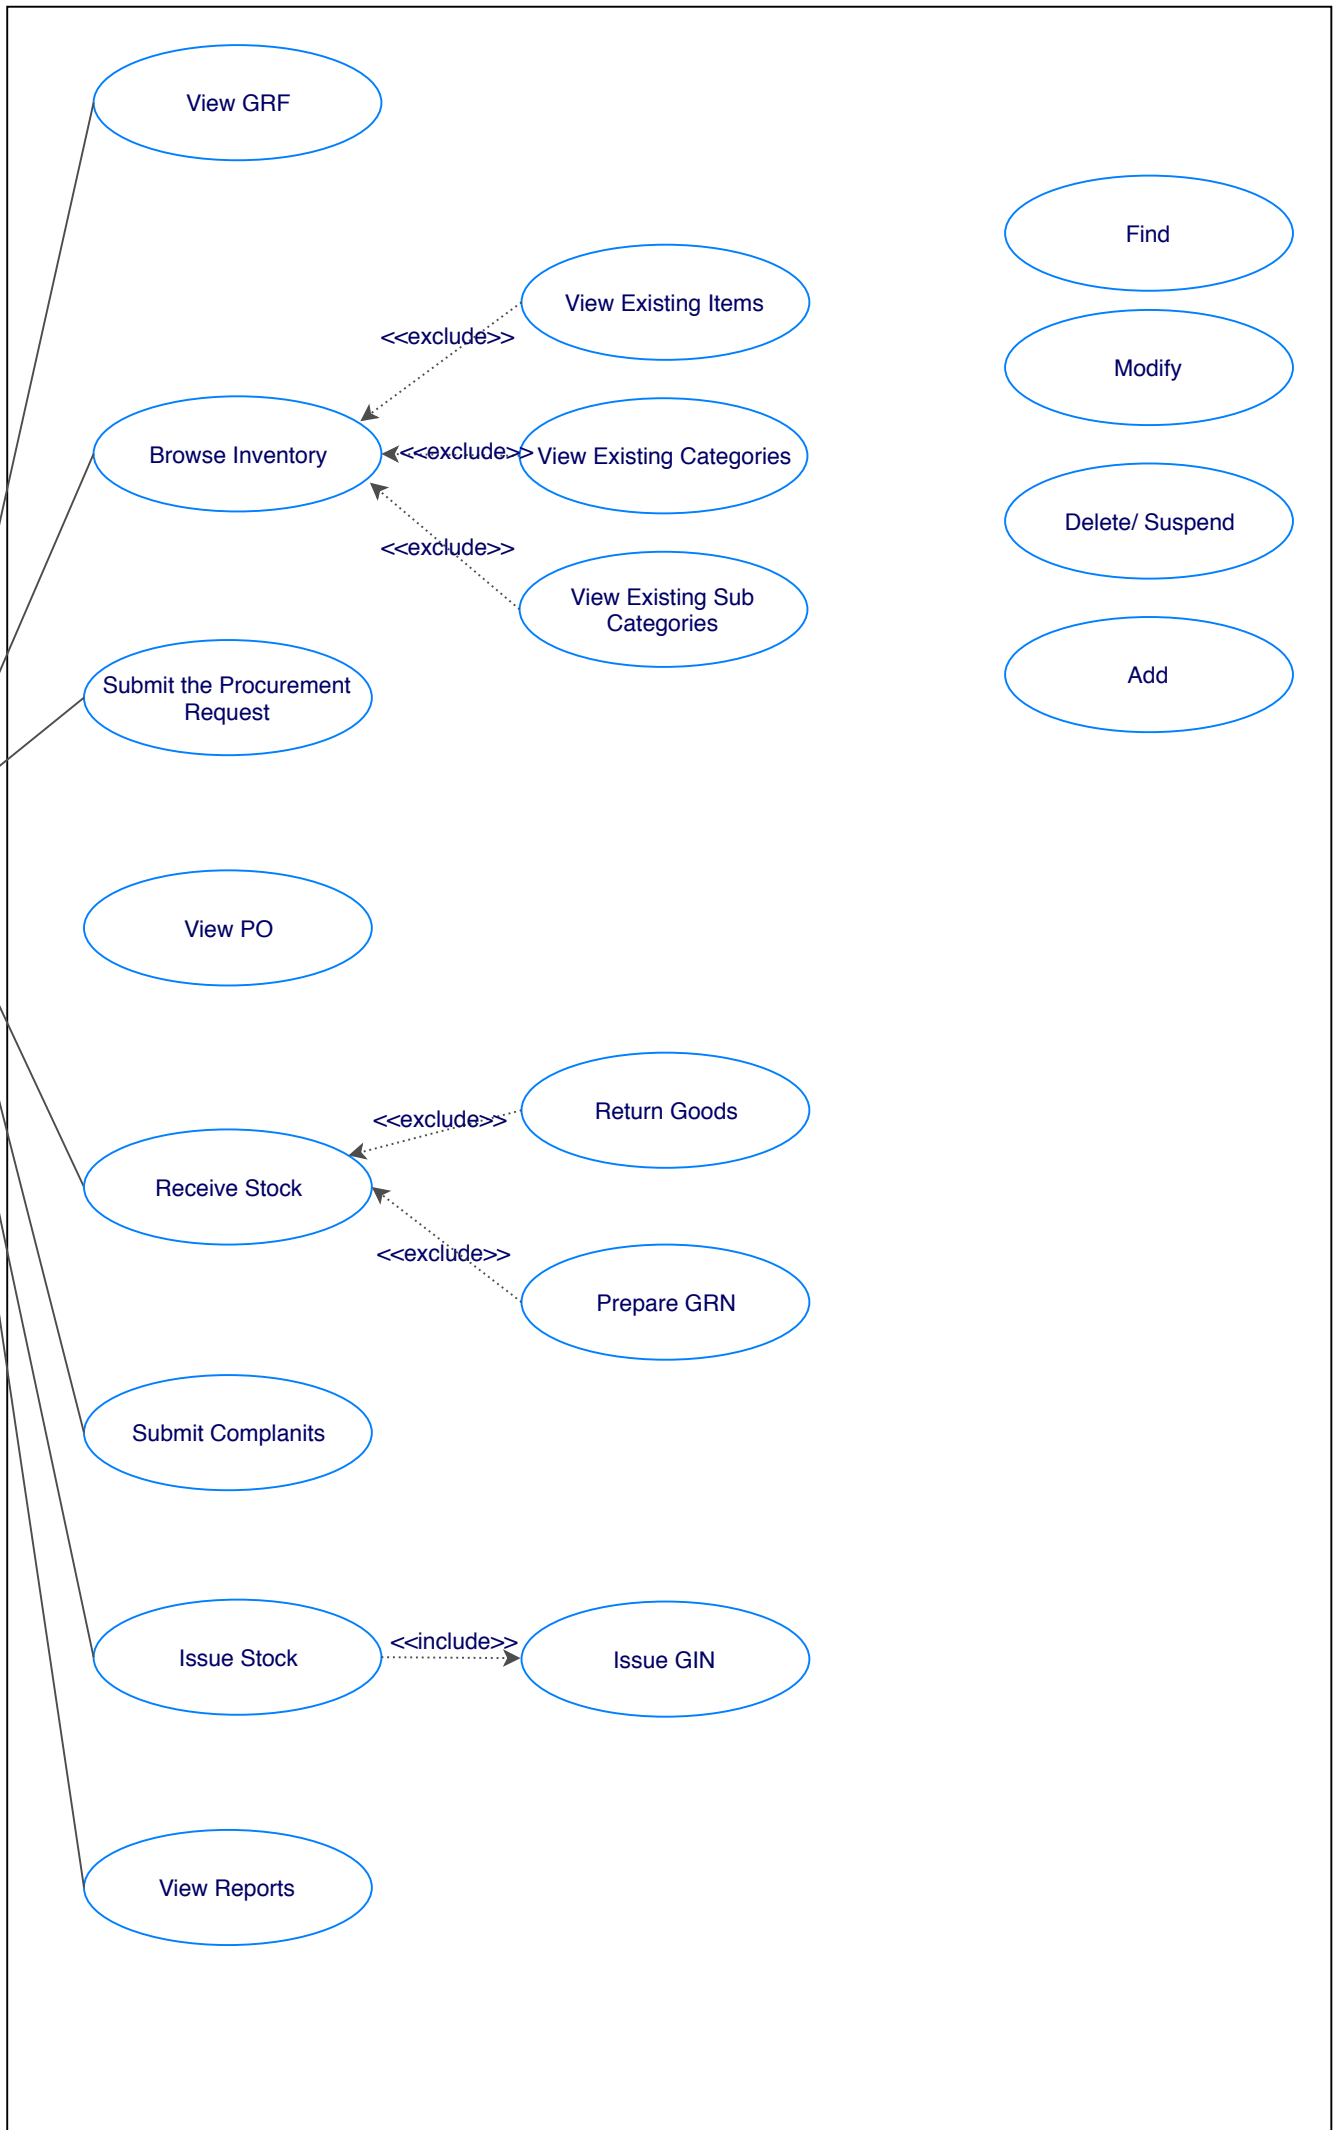 View GRF
Find
View Existing Items
<<exclude>>
Modify
Browse Inventory
<<exclude>>
View Existing Categories
Delete/ Suspend
<<exclude>>
View Existing Sub
Categories
Submit the Procurement
Request
Add
View PO
Return Goods
<<exclude>>
Receive Stock
<<exclude>>
Prepare GRN
Submit Complanits
Issue Stock
<<include>>
Issue GIN
View Reports